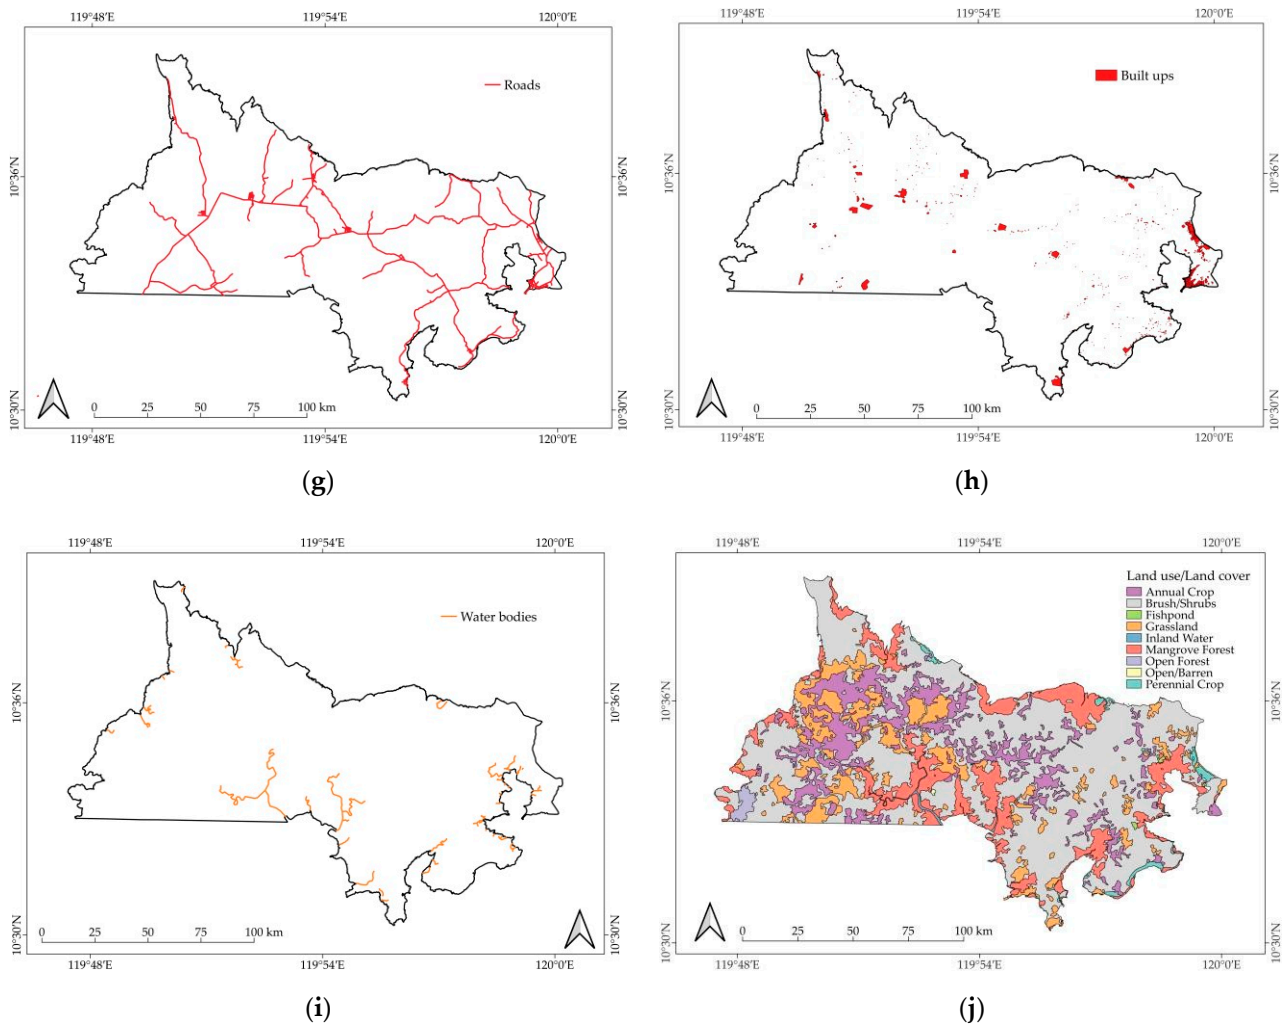 119°48′E 119°54′E 120°0′E
Roads
10°36′N 10°36′N
10°30′N 10°30′N
0 25 50 75 100 km
119°48′E 119°54′E 120°0′E
(g)
119°48′E 119°54′E 120°0′E
Built ups
10°36′N 10°36′N
10°30′N 10°30′N
0 25 50 75 100 km
119°48′E 119°54′E 120°0′E
(h)
119°48′E 119°54′E 120°0′E
Water bodies
10°36′N 10°36′N
10°30′N 10°30′N
0 25 50 75 100 km
119°48′E 119°54′E 120°0′E
(i)
119°48′E 119°54′E 120°0′E
Land use/Land cover
Annual Crop
Brush/Shrubs
Fishpond
Grassland
Inland Water
Mangrove Forest
Open Forest
Open/Barren
Perennial Crop
10°36′N 10°36′N
10°30′N 10°30′N
0 25 50 75 100 km
119°48′E 119°54′E 120°0′E
(j)